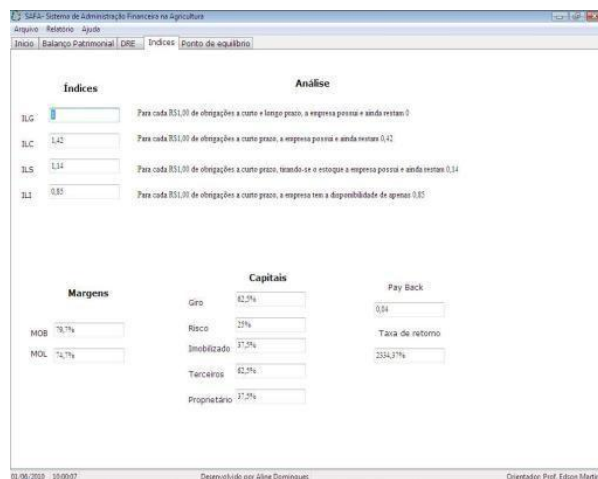 SAFA- Sistema de Administração Financeira na Agricultura
Arquivo Relatório Ajuda
Inicio Balanço Patrimonial DRE Indices Ponto de equilíbrio
Índices Análise
ILG 1 Para cada R$1,00 de obrigações a curto e longo prazo, a empresa possui e ainda restam 0
ILC 1,42 Para cada R$1,00 de obrigações a curto prazo, a empresa possui e ainda restam 0,42
ILS 1,14 Para cada R$1,00 de obrigações a curto prazo, tirando-se o estoque a empresa possui e ainda restam 0,14
ILI 0,85 Para cada R$1,00 de obrigações a curto prazo, a empresa tem a disponibilidade de apenas 0,85
Margens
MOB 79,7%
MOL 74,7%
Capitais
Giro 62,5%
Risco 25%
Imobilizado 37,5%
Terceiros 62,5%
Proprietário 37,5%
Pay Back
0,04
Taxa de retorno
2334,37%
01/06/2010 10:00:07 Desenvolvido por Aline Domingues Orientador: Prof. Edson Martin